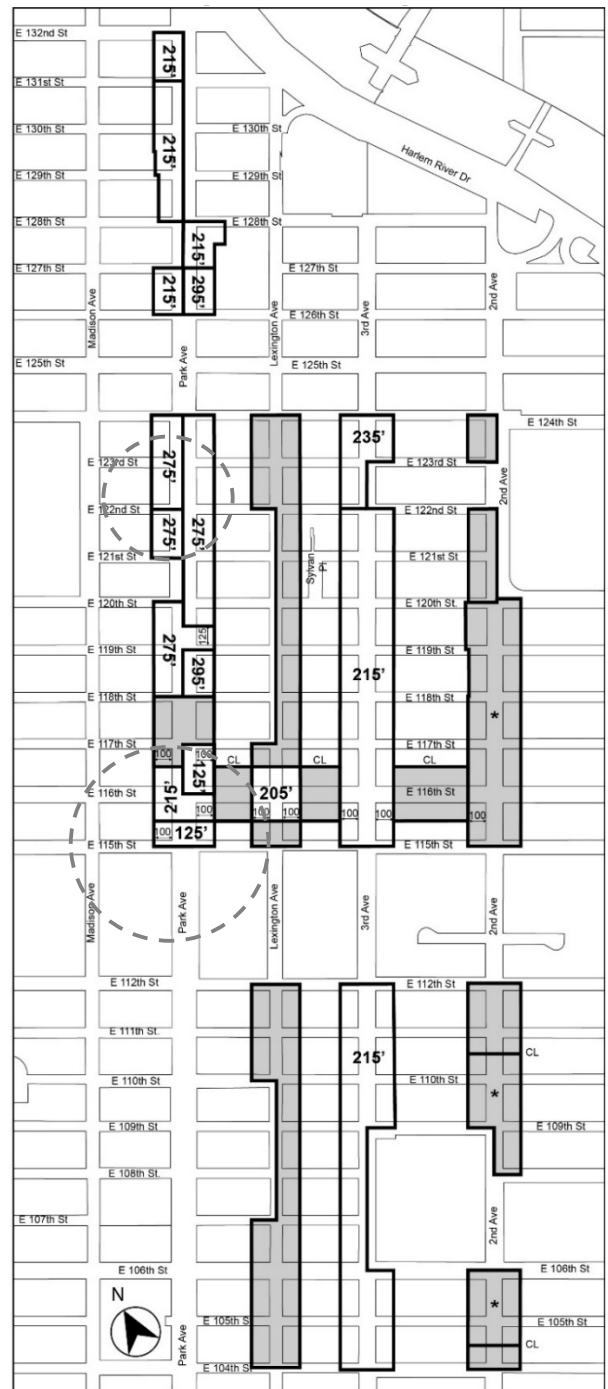 E 132nd St
215'
E 131st St
E 130th St
215'
E 130th St
Harlem River Dr
E 129th St
E 129th St
E 128th St
E 128th St
215'
E 127th St
215'
295'
E 127th St
Madison Ave
Park Ave
Lexington Ave
3rd Ave
2nd Ave
E 126th St
E 125th St
E 125th St
E 124th St
235'
E 123rd St
275'
E 123rd St
2nd Ave
E 122nd St
E 122nd St
275'
275'
Sylvan
Pl
E 121st St
E 121st St
E 120th St
E 120th St.
125
E 119th St
275'
E 119th St
295'
215'
E 118th St
E 118th St
*
E 117th St
E 117th St
100
100
CL
CL
CL
E 116th St
215'
125'
205'
E 116th St
100
100
100
100
100
100
100
125'
100
E 115th St
E 115th St
Madison Ave
Park Ave
Lexington Ave
3rd Ave
2nd Ave
E 112th St
E 112th St
E 111th St.
215'
CL
E 110th St
E 110th St
*
E 109th St
E 109th St
E 108th St.
E 107th St
2nd Ave
E 106th St
E 106th St
N
*
E 105th St
E 105th St
CL
Park Ave
E 104th St